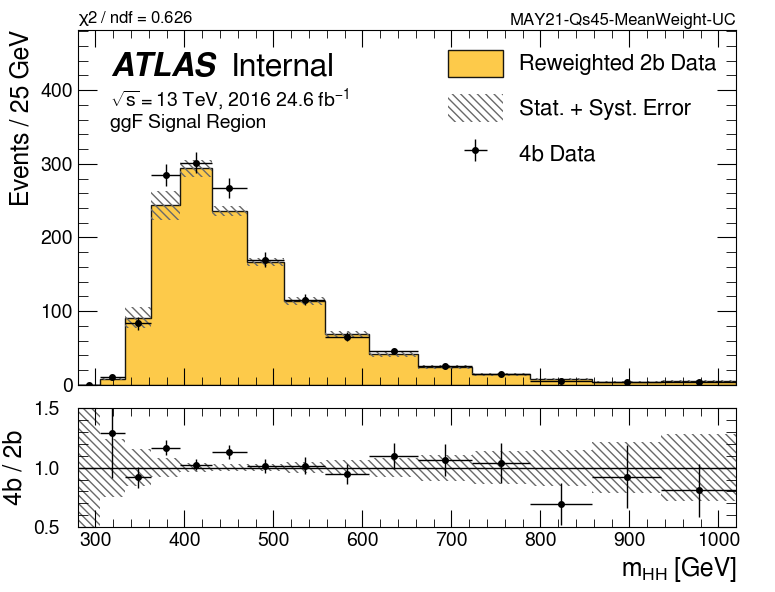 χ² / ndf = 0.626
MAY21-Qs45-MeanWeight-UC
ATLAS Internal
√s = 13 TeV, 2016 24.6 fb⁻¹
ggF Signal Region
Reweighted 2b Data
Stat. + Syst. Error
4b Data
Events / 25 GeV
400
300
200
100
0
4b / 2b
1.5
1.0
0.5
300 400 500 600 700 800 900 1000
m_HH [GeV]